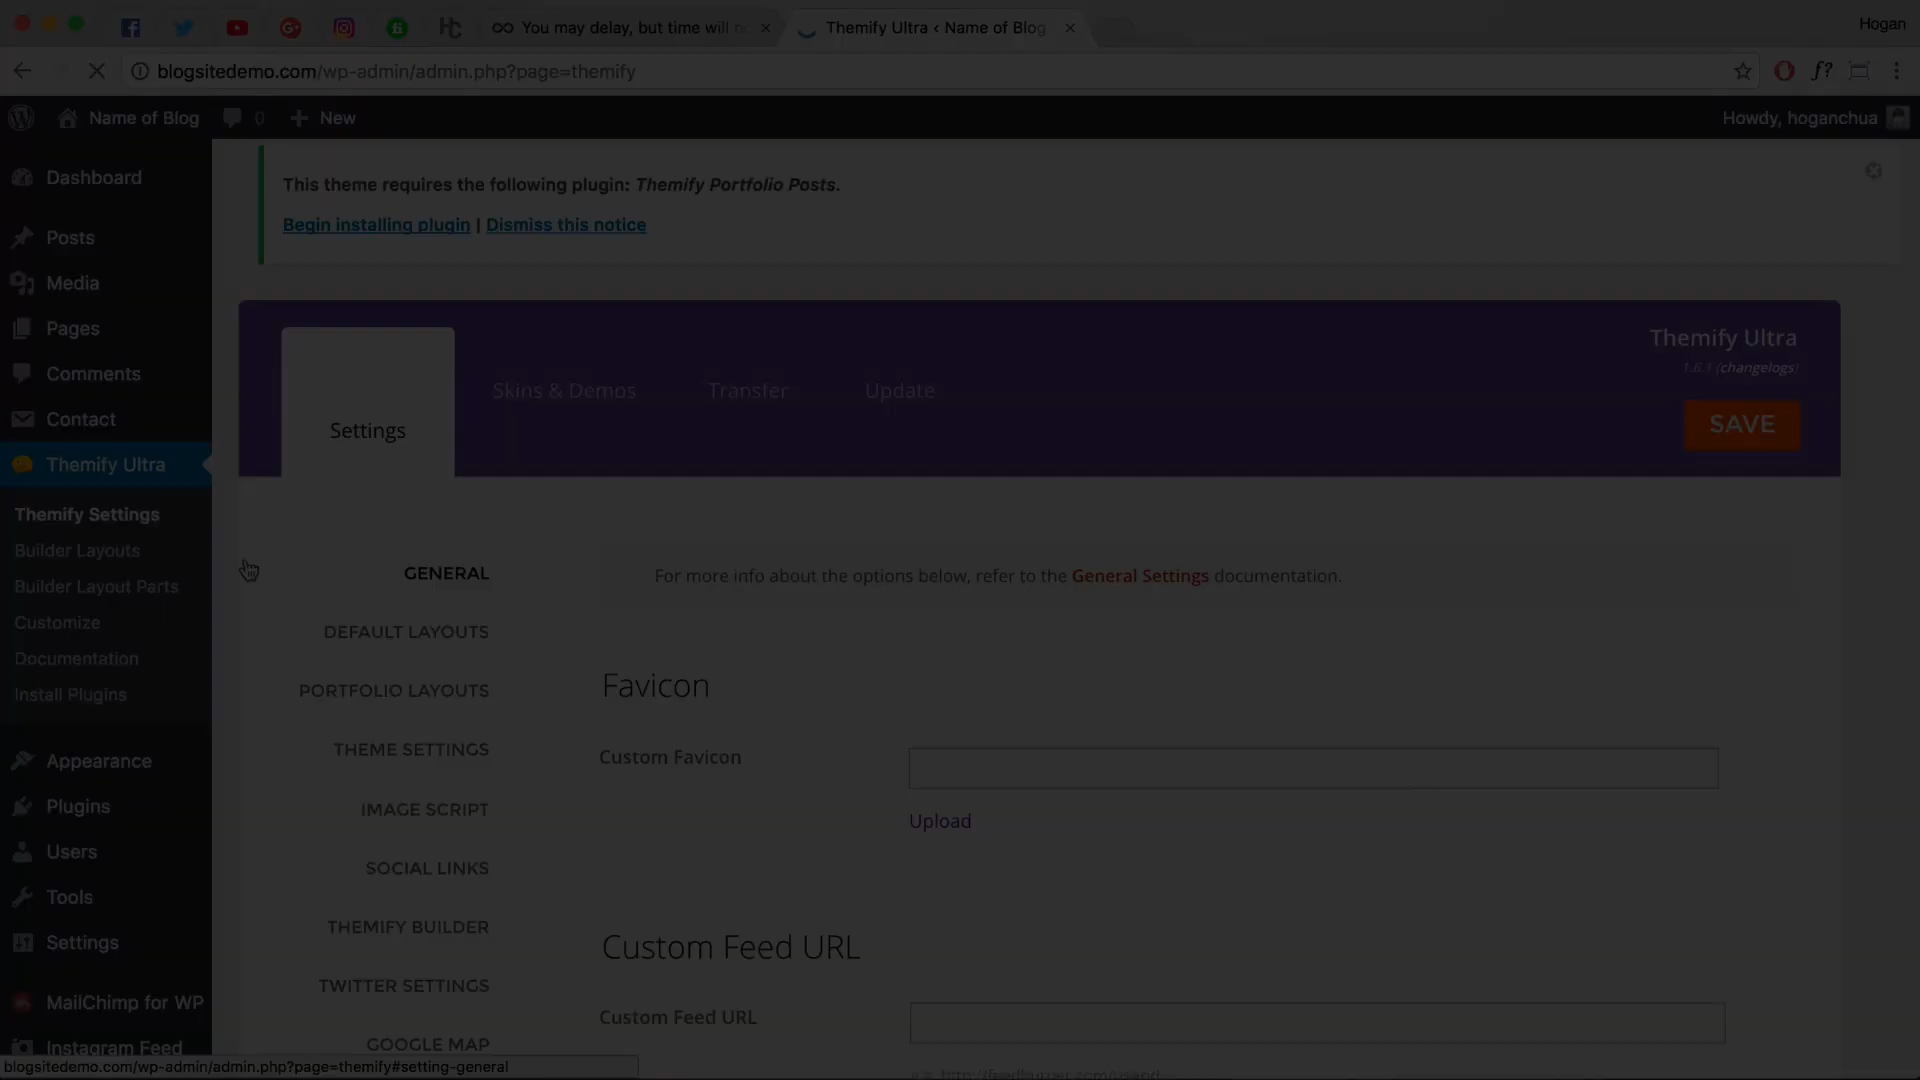 You may delay, but time will n
Themify Ultra ‹ Name of Blog
Hogan
blogsitedemo.com/wp-admin/admin.php?page=themify
f?
Name of Blog
0
New
Howdy, hoganchua
Dashboard
Posts
Media
Pages
Comments
Contact
Themify Ultra
Themify Settings
Builder Layouts
Builder Layout Parts
Customize
Documentation
Install Plugins
Appearance
Plugins
Users
Tools
Settings
MailChimp for WP
Instagram Feed
This theme requires the following plugin: Themify Portfolio Posts.
Begin installing plugin | Dismiss this notice
Settings
Skins & Demos
Transfer
Update
Themify Ultra
1.6.1 (changelogs)
SAVE
GENERAL
DEFAULT LAYOUTS
PORTFOLIO LAYOUTS
THEME SETTINGS
IMAGE SCRIPT
SOCIAL LINKS
THEMIFY BUILDER
TWITTER SETTINGS
GOOGLE MAP
For more info about the options below, refer to the General Settings documentation.
Favicon
Custom Favicon
Upload
Custom Feed URL
Custom Feed URL
blogsitedemo.com/wp-admin/admin.php?page=themify#setting-general